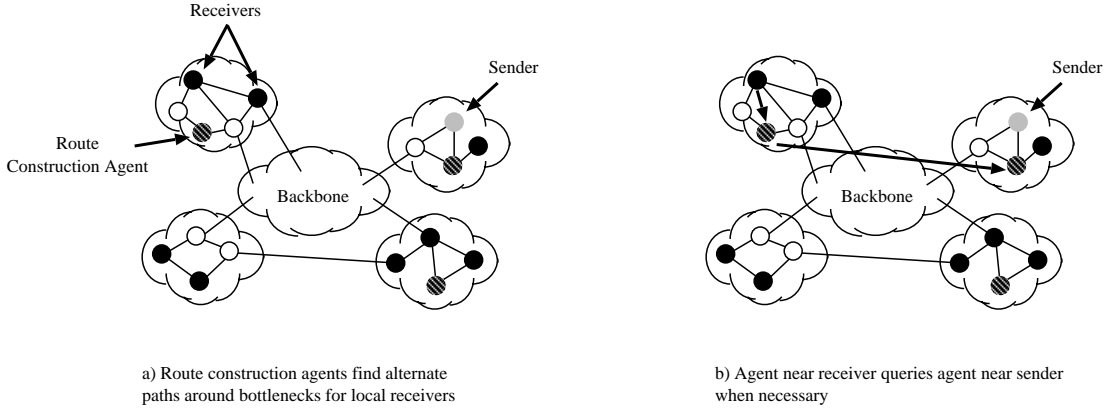 Receivers
Sender
Route
Construction Agent
Backbone
a) Route construction agents find alternate
paths around bottlenecks for local receivers
Sender
Backbone
b) Agent near receiver queries agent near sender
when necessary